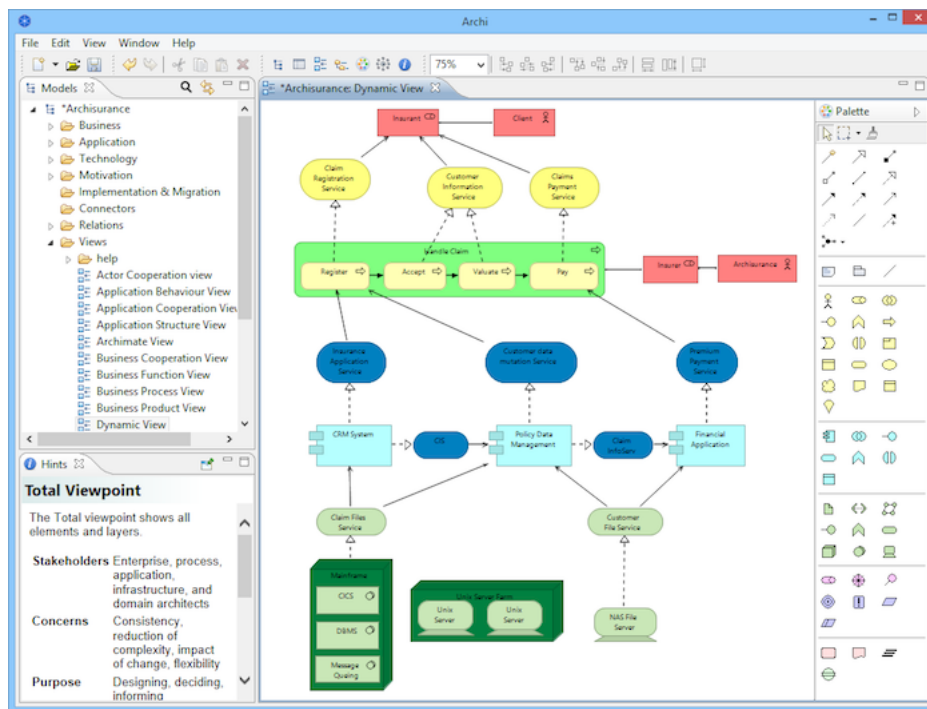 Archi
File Edit View Window Help
75%
Models
*Archisurance
Business
Application
Technology
Motivation
Implementation & Migration
Connectors
Relations
Views
help
Actor Cooperation view
Application Behaviour View
Application Cooperation View
Application Structure View
Archimate View
Business Cooperation View
Business Function View
Business Process View
Business Product View
Dynamic View
Hints
Total Viewpoint
The Total viewpoint shows all
elements and layers.
Stakeholders Enterprise, process,
application,
infrastructure, and
domain architects
Concerns Consistency,
reduction of
complexity, impact
of change, flexibility
Purpose Designing, deciding,
informing
*Archisurance: Dynamic View
Insurant
Client
Claim
Registration
Service
Customer
Information
Service
Claims
Payment
Service
Handle Claim
Register
Accept
Valuate
Pay
Insurer
Archisurance
Insurance
Application
Service
Customer data
mutation Service
Premium
Payment
Service
CRM System
CIS
Policy Data
Management
Claim
InfoServ
Financial
Application
Claim Files
Service
Customer
File Service
Mainframe
CICS
DBMS
Message
Queing
Unix Server Farm
Unix
Server
Unix
Server
NAS File
Server
Palette